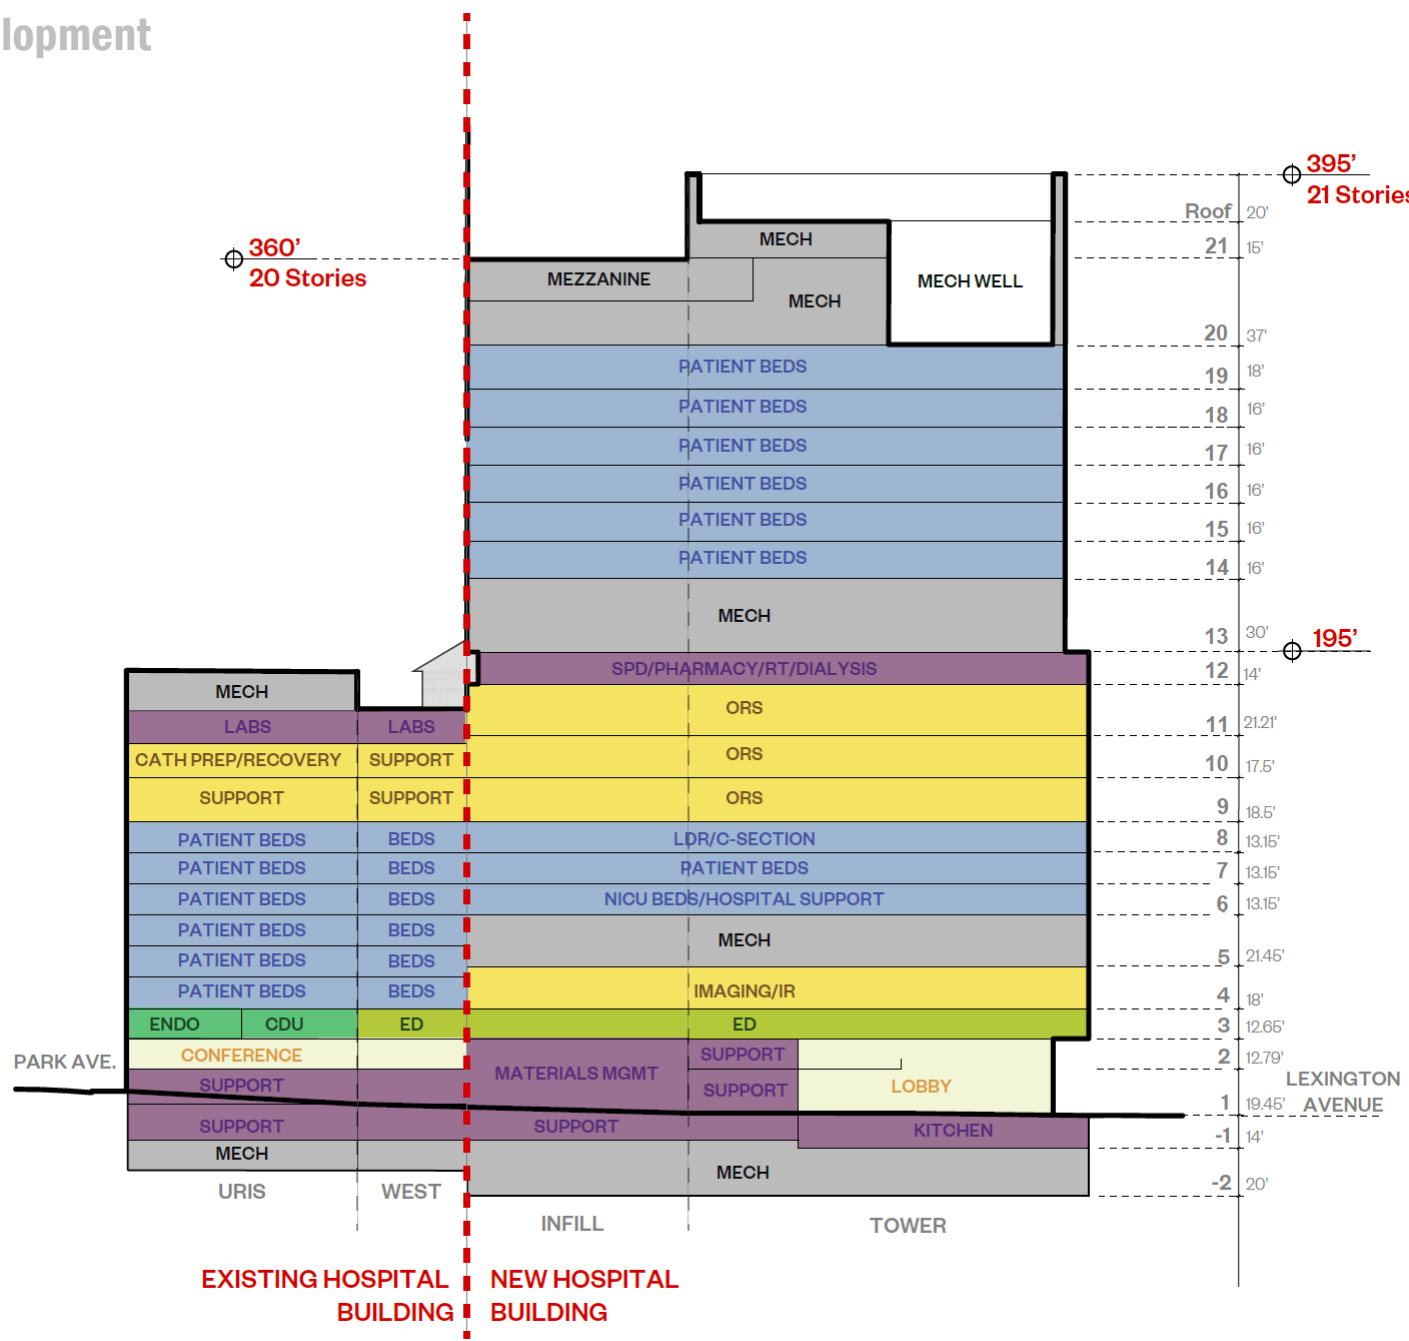 lopment
395'
21 Stories
Roof 20'
360'
20 Stories
MECH
21 15'
MEZZANINE
MECH
MECH WELL
20 37'
PATIENT BEDS
19 18'
PATIENT BEDS
18 16'
PATIENT BEDS
17 16'
PATIENT BEDS
16 16'
PATIENT BEDS
15 16'
PATIENT BEDS
14 16'
MECH
13 30'
195'
SPD/PHARMACY/RT/DIALYSIS
12 14'
MECH
ORS
11 21.21'
LABS LABS
CATH PREP/RECOVERY SUPPORT ORS
10 17.5'
SUPPORT SUPPORT ORS
9 18.5'
PATIENT BEDS BEDS LDR/C-SECTION
8 13.15'
PATIENT BEDS BEDS PATIENT BEDS
7 13.15'
PATIENT BEDS BEDS NICU BEDS/HOSPITAL SUPPORT
6 13.15'
PATIENT BEDS BEDS MECH
5 21.45'
PATIENT BEDS BEDS
PATIENT BEDS BEDS IMAGING/IR
4 18'
ENDO CDU ED ED
3 12.65'
PARK AVE.
CONFERENCE
SUPPORT
2 12.79'
MATERIALS MGMT
SUPPORT
SUPPORT
LOBBY
LEXINGTON
AVENUE
1 19.45'
SUPPORT SUPPORT KITCHEN
-1 14'
MECH
MECH
-2 20'
URIS WEST
INFILL TOWER
EXISTING HOSPITAL
BUILDING
NEW HOSPITAL
BUILDING